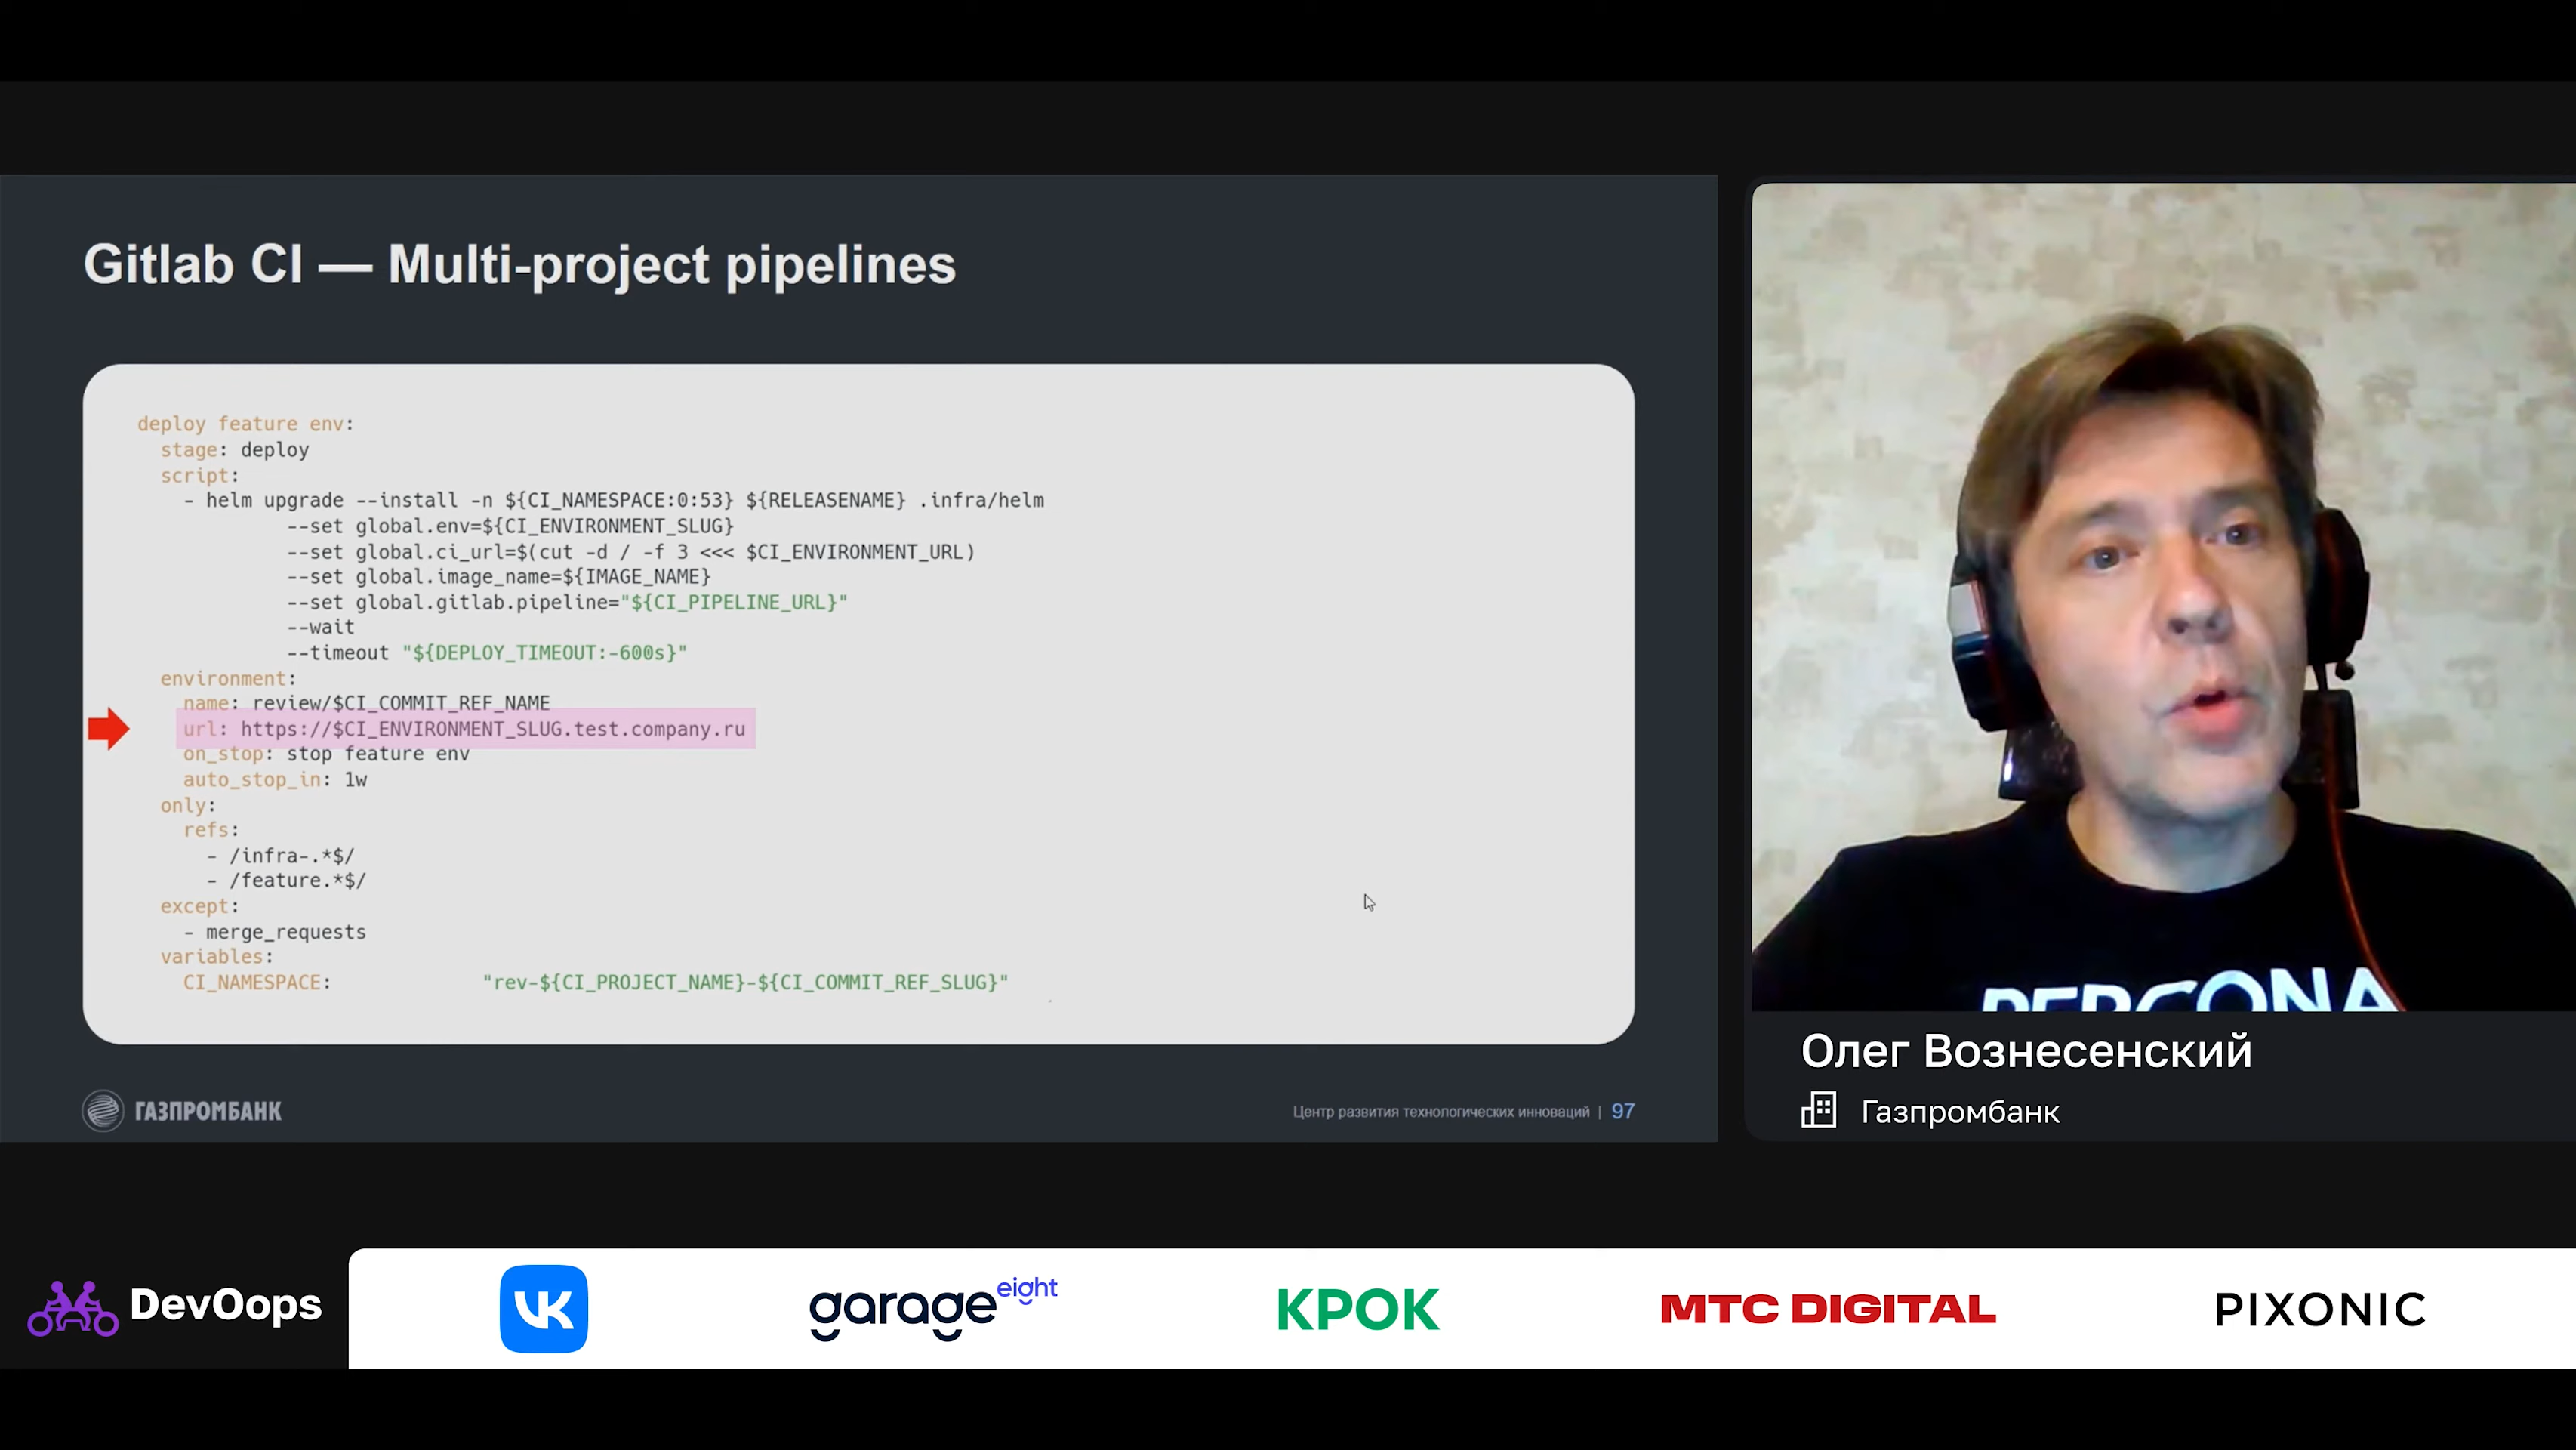 Gitlab CI — Multi-project pipelines
deploy feature env:
stage: deploy
script:
- helm upgrade --install -n ${CI_NAMESPACE:0:53} ${RELEASENAME} .infra/helm
--set global.env=${CI_ENVIRONMENT_SLUG}
--set global.ci_url=$(cut -d / -f 3 <<< $CI_ENVIRONMENT_URL)
--set global.image_name=${IMAGE_NAME}
--set global.gitlab.pipeline="${CI_PIPELINE_URL}"
--wait
--timeout "${DEPLOY_TIMEOUT:-600s}"
environment:
name: review/$CI_COMMIT_REF_NAME
url: https://$CI_ENVIRONMENT_SLUG.test.company.ru
on_stop: stop feature env
auto_stop_in: 1w
only:
refs:
- /infra-.*$/
- /feature.*$/
except:
- merge_requests
variables:
CI_NAMESPACE: "rev-${CI_PROJECT_NAME}-${CI_COMMIT_REF_SLUG}"
ГАЗПРОМБАНК
Центр развития технологических инноваций | 97
PERCONA
Олег Вознесенский
Газпромбанк
DevOops
VK
garage eight
КРОК
МТС DIGITAL
PIXONIC